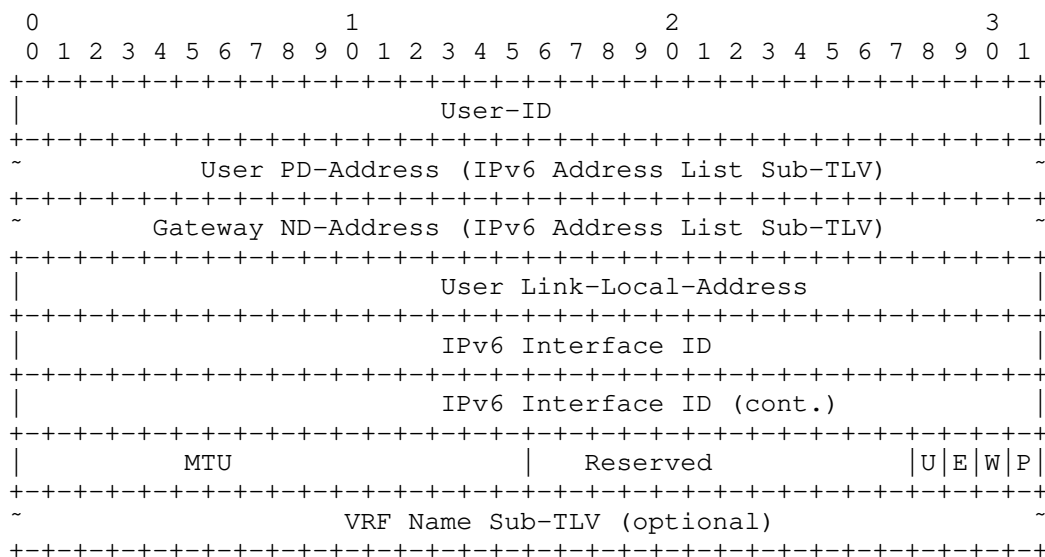 0                   1                   2                   3
 0 1 2 3 4 5 6 7 8 9 0 1 2 3 4 5 6 7 8 9 0 1 2 3 4 5 6 7 8 9 0 1
+-+-+-+-+-+-+-+-+-+-+-+-+-+-+-+-+-+-+-+-+-+-+-+-+-+-+-+-+-+-+-+-+
|                          User-ID                              |
+-+-+-+-+-+-+-+-+-+-+-+-+-+-+-+-+-+-+-+-+-+-+-+-+-+-+-+-+-+-+-+-+
~           User PD-Address (IPv6 Address List Sub-TLV)         ~
+-+-+-+-+-+-+-+-+-+-+-+-+-+-+-+-+-+-+-+-+-+-+-+-+-+-+-+-+-+-+-+-+
~        Gateway ND-Address (IPv6 Address List Sub-TLV)         ~
+-+-+-+-+-+-+-+-+-+-+-+-+-+-+-+-+-+-+-+-+-+-+-+-+-+-+-+-+-+-+-+-+
|                          User Link-Local-Address              |
+-+-+-+-+-+-+-+-+-+-+-+-+-+-+-+-+-+-+-+-+-+-+-+-+-+-+-+-+-+-+-+-+
|                          IPv6 Interface ID                    |
+-+-+-+-+-+-+-+-+-+-+-+-+-+-+-+-+-+-+-+-+-+-+-+-+-+-+-+-+-+-+-+-+
|                          IPv6 Interface ID (cont.)            |
+-+-+-+-+-+-+-+-+-+-+-+-+-+-+-+-+-+-+-+-+-+-+-+-+-+-+-+-+-+-+-+-+
|          MTU                  |   Reserved            |U|E|W|P|
+-+-+-+-+-+-+-+-+-+-+-+-+-+-+-+-+-+-+-+-+-+-+-+-+-+-+-+-+-+-+-+-+
~                    VRF Name Sub-TLV (optional)                ~
+-+-+-+-+-+-+-+-+-+-+-+-+-+-+-+-+-+-+-+-+-+-+-+-+-+-+-+-+-+-+-+-+